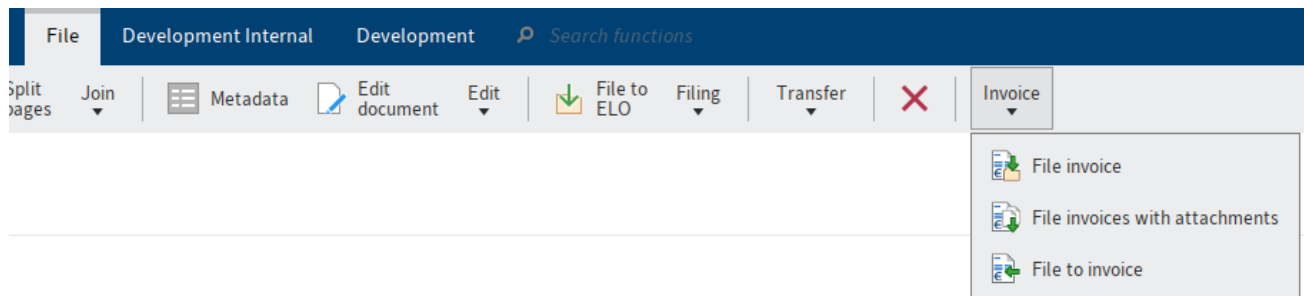 File Development Internal Development Search functions
Split Join Metadata Edit Edit File to Filing Transfer Invoice
pages document ELO
File invoice
File invoices with attachments
File to invoice